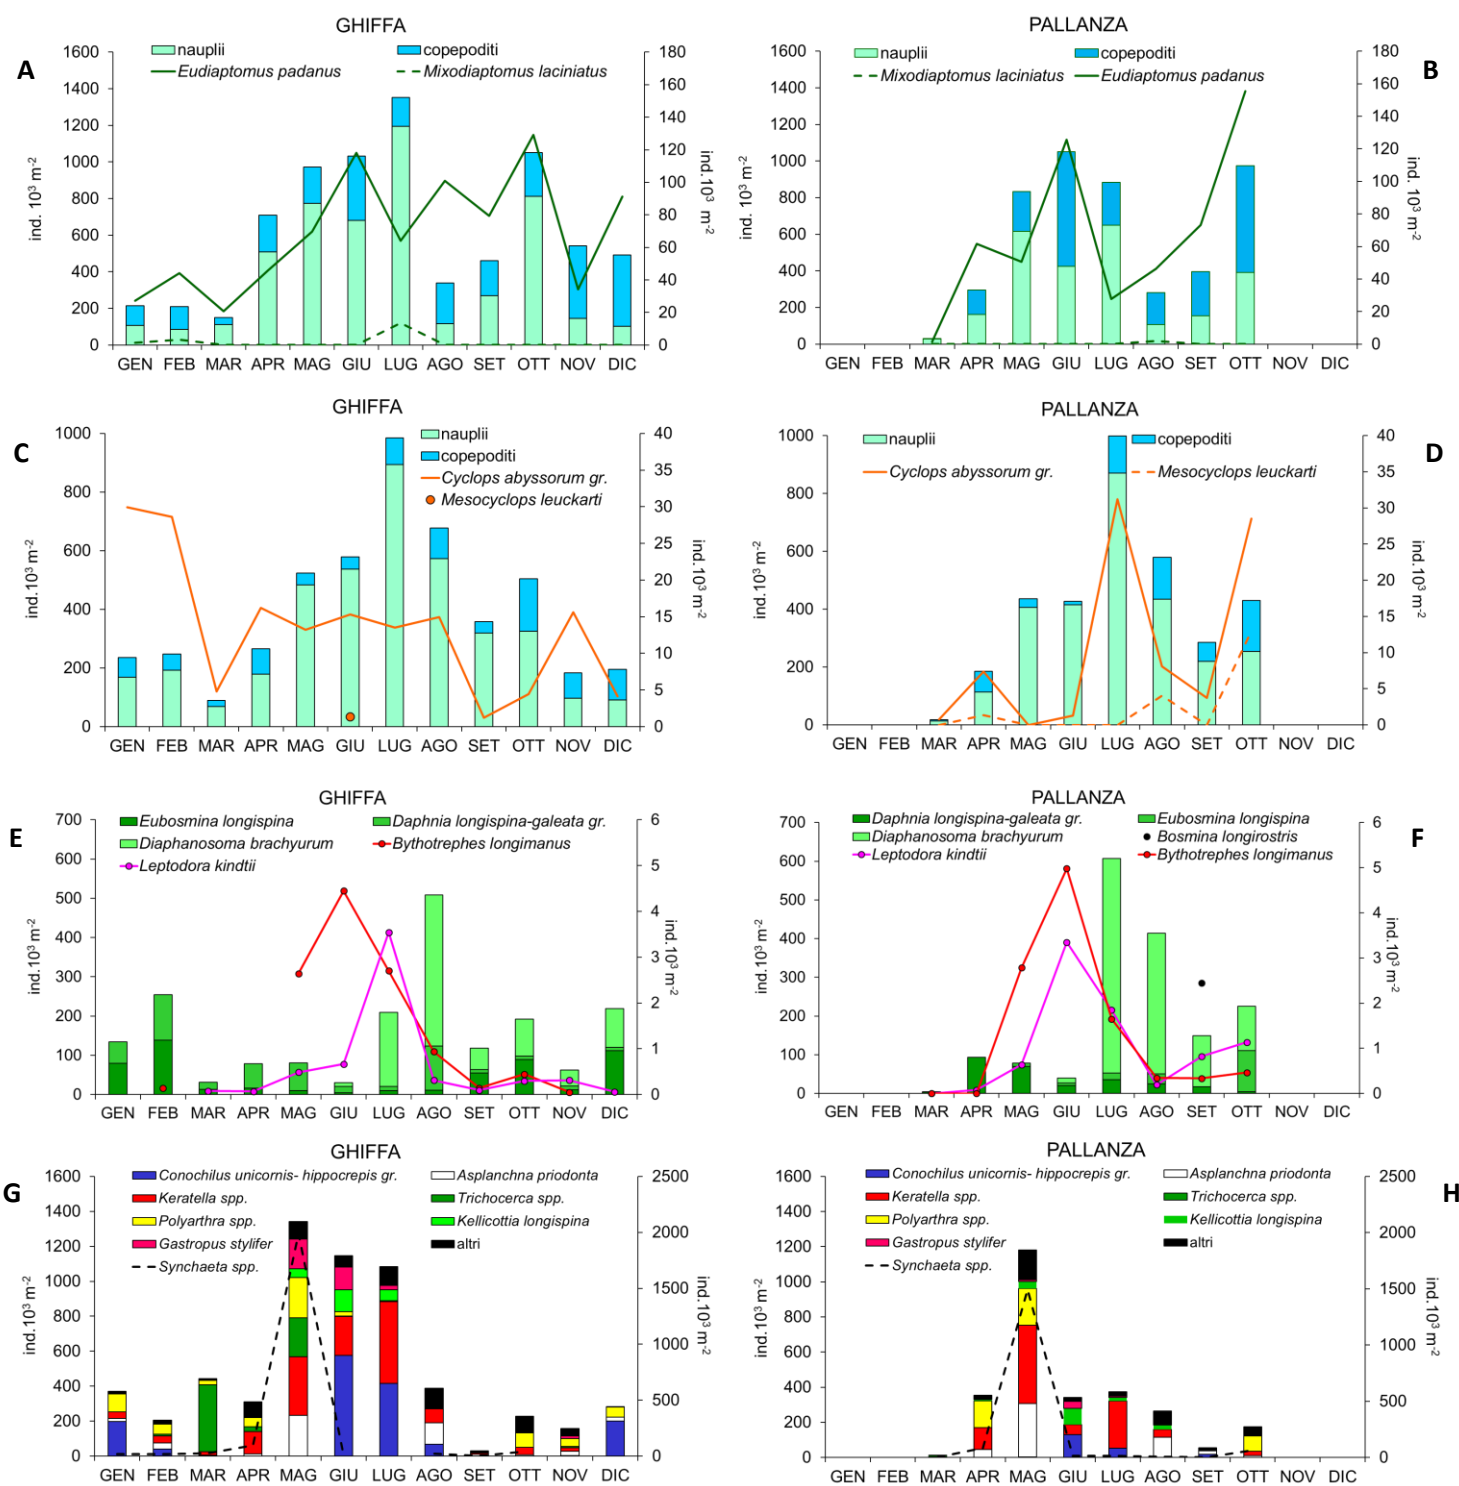 GHIFFA
A
nauplii
copepoditi
Eudiaptomus padanus
Mixodiaptomus laciniatus
1600
1400
1200
1000
800
600
400
200
0
180
160
140
120
100
80
60
40
20
0
ind. 10³ m⁻²
ind.10³ m⁻²
GEN FEB MAR APR MAG GIU LUG AGO SET OTT NOV DIC
PALLANZA
B
nauplii
copepoditi
Mixodiaptomus laciniatus
Eudiaptomus padanus
1600
1400
1200
1000
800
600
400
200
0
180
160
140
120
100
80
60
40
20
0
ind. 10³ m⁻²
ind.10³ m⁻²
GEN FEB MAR APR MAG GIU LUG AGO SET OTT NOV DIC
GHIFFA
C
nauplii
copepoditi
Cyclops abyssorum gr.
Mesocyclops leuckarti
1000
800
600
400
200
0
40
35
30
25
20
15
10
5
0
ind.10³ m⁻²
ind.10³ m⁻²
GEN FEB MAR APR MAG GIU LUG AGO SET OTT NOV DIC
PALLANZA
D
nauplii
copepoditi
Cyclops abyssorum gr.
Mesocyclops leuckarti
1000
800
600
400
200
0
40
35
30
25
20
15
10
5
0
ind.10³ m⁻²
ind.10³ m⁻²
GEN FEB MAR APR MAG GIU LUG AGO SET OTT NOV DIC
GHIFFA
E
Eubosmina longispina
Daphnia longispina-galeata gr.
Diaphanosoma brachyurum
Bythotrephes longimanus
Leptodora kindtii
700
600
500
400
300
200
100
0
6
5
4
3
2
1
0
ind.10³ m⁻²
ind.10³ m⁻²
GEN FEB MAR APR MAG GIU LUG AGO SET OTT NOV DIC
PALLANZA
F
Daphnia longispina-galeata gr.
Eubosmina longispina
Diaphanosoma brachyurum
Bosmina longirostris
Leptodora kindtii
Bythotrephes longimanus
700
600
500
400
300
200
100
0
6
5
4
3
2
1
0
ind.10³ m⁻²
ind.10³ m⁻²
GEN FEB MAR APR MAG GIU LUG AGO SET OTT NOV DIC
GHIFFA
G
Conochilus unicornis- hippocrepis gr.
Asplanchna priodonta
Keratella spp.
Trichocerca spp.
Polyarthra spp.
Kellicottia longispina
Gastropus stylifer
altri
Synchaeta spp.
1600
1400
1200
1000
800
600
400
200
0
2500
2000
1500
1000
500
0
ind.10³ m⁻²
ind.10³ m⁻²
GEN FEB MAR APR MAG GIU LUG AGO SET OTT NOV DIC
PALLANZA
H
Conochilus unicornis- hippocrepis gr.
Asplanchna priodonta
Keratella spp.
Trichocerca spp.
Polyarthra spp.
Kellicottia longispina
Gastropus stylifer
altri
Synchaeta spp.
1600
1400
1200
1000
800
600
400
200
0
2500
2000
1500
1000
500
0
ind.10³ m⁻²
ind.10³ m⁻²
GEN FEB MAR APR MAG GIU LUG AGO SET OTT NOV DIC